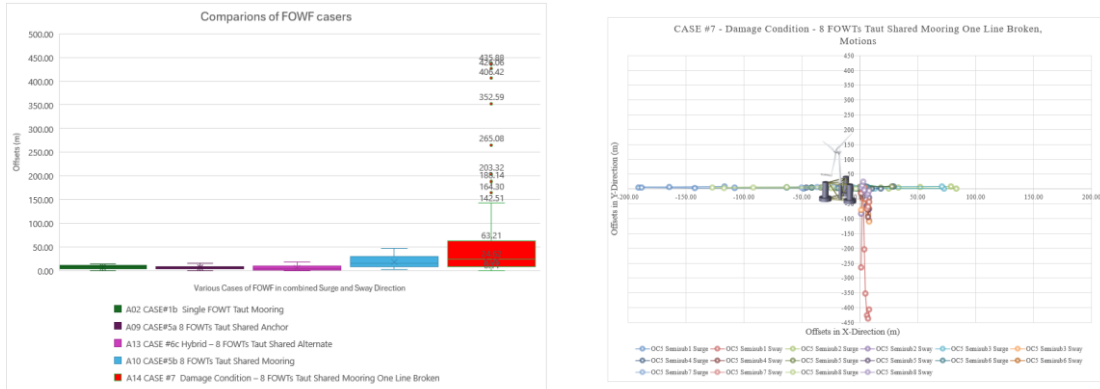 Comparions of FOWF casers
500.00
450.00
400.00
350.00
300.00
250.00
200.00
150.00
100.00
50.00
0.00
Offsets (m)
435.88
406.42
352.59
265.08
203.32
164.30
142.51
63.21
Various Cases of FOWF in combined Surge and Sway Direction
A02 CASE#1b Single FOWT Taut Mooring
A09 CASE#5a 8 FOWTs Taut Shared Anchor
A13 CASE #6c Hybrid – 8 FOWTs Taut Shared Alternate
A10 CASE#5b 8 FOWTs Taut Shared Mooring
A14 CASE #7 Damage Condition – 8 FOWTs Taut Shared Mooring One Line Broken
CASE #7 - Damage Condition - 8 FOWTs Taut Shared Mooring One Line Broken,
Motions
450
400
350
300
250
200
150
100
50
-200.00 -150.00 -100.00 -50.00 50.00 100.00 150.00 200.00
-50
-100
-150
-200
-250
-300
-350
-400
-450
Offsets in Y-Direction (m)
Offsets in X-Direction (m)
OC5 Semisub1 Surge OC5 Semisub1 Sway OC5 Semisub2 Surge OC5 Semisub2 Sway OC5 Semisub3 Surge OC5 Semisub3 Sway
OC5 Semisub4 Surge OC5 Semisub4 Sway OC5 Semisub5 Surge OC5 Semisub5 Sway OC5 Semisub6 Surge OC5 Semisub6 Sway
OC5 Semisub7 Surge OC5 Semisub7 Sway OC5 Semisub8 Surge OC5 Semisub8 Sway